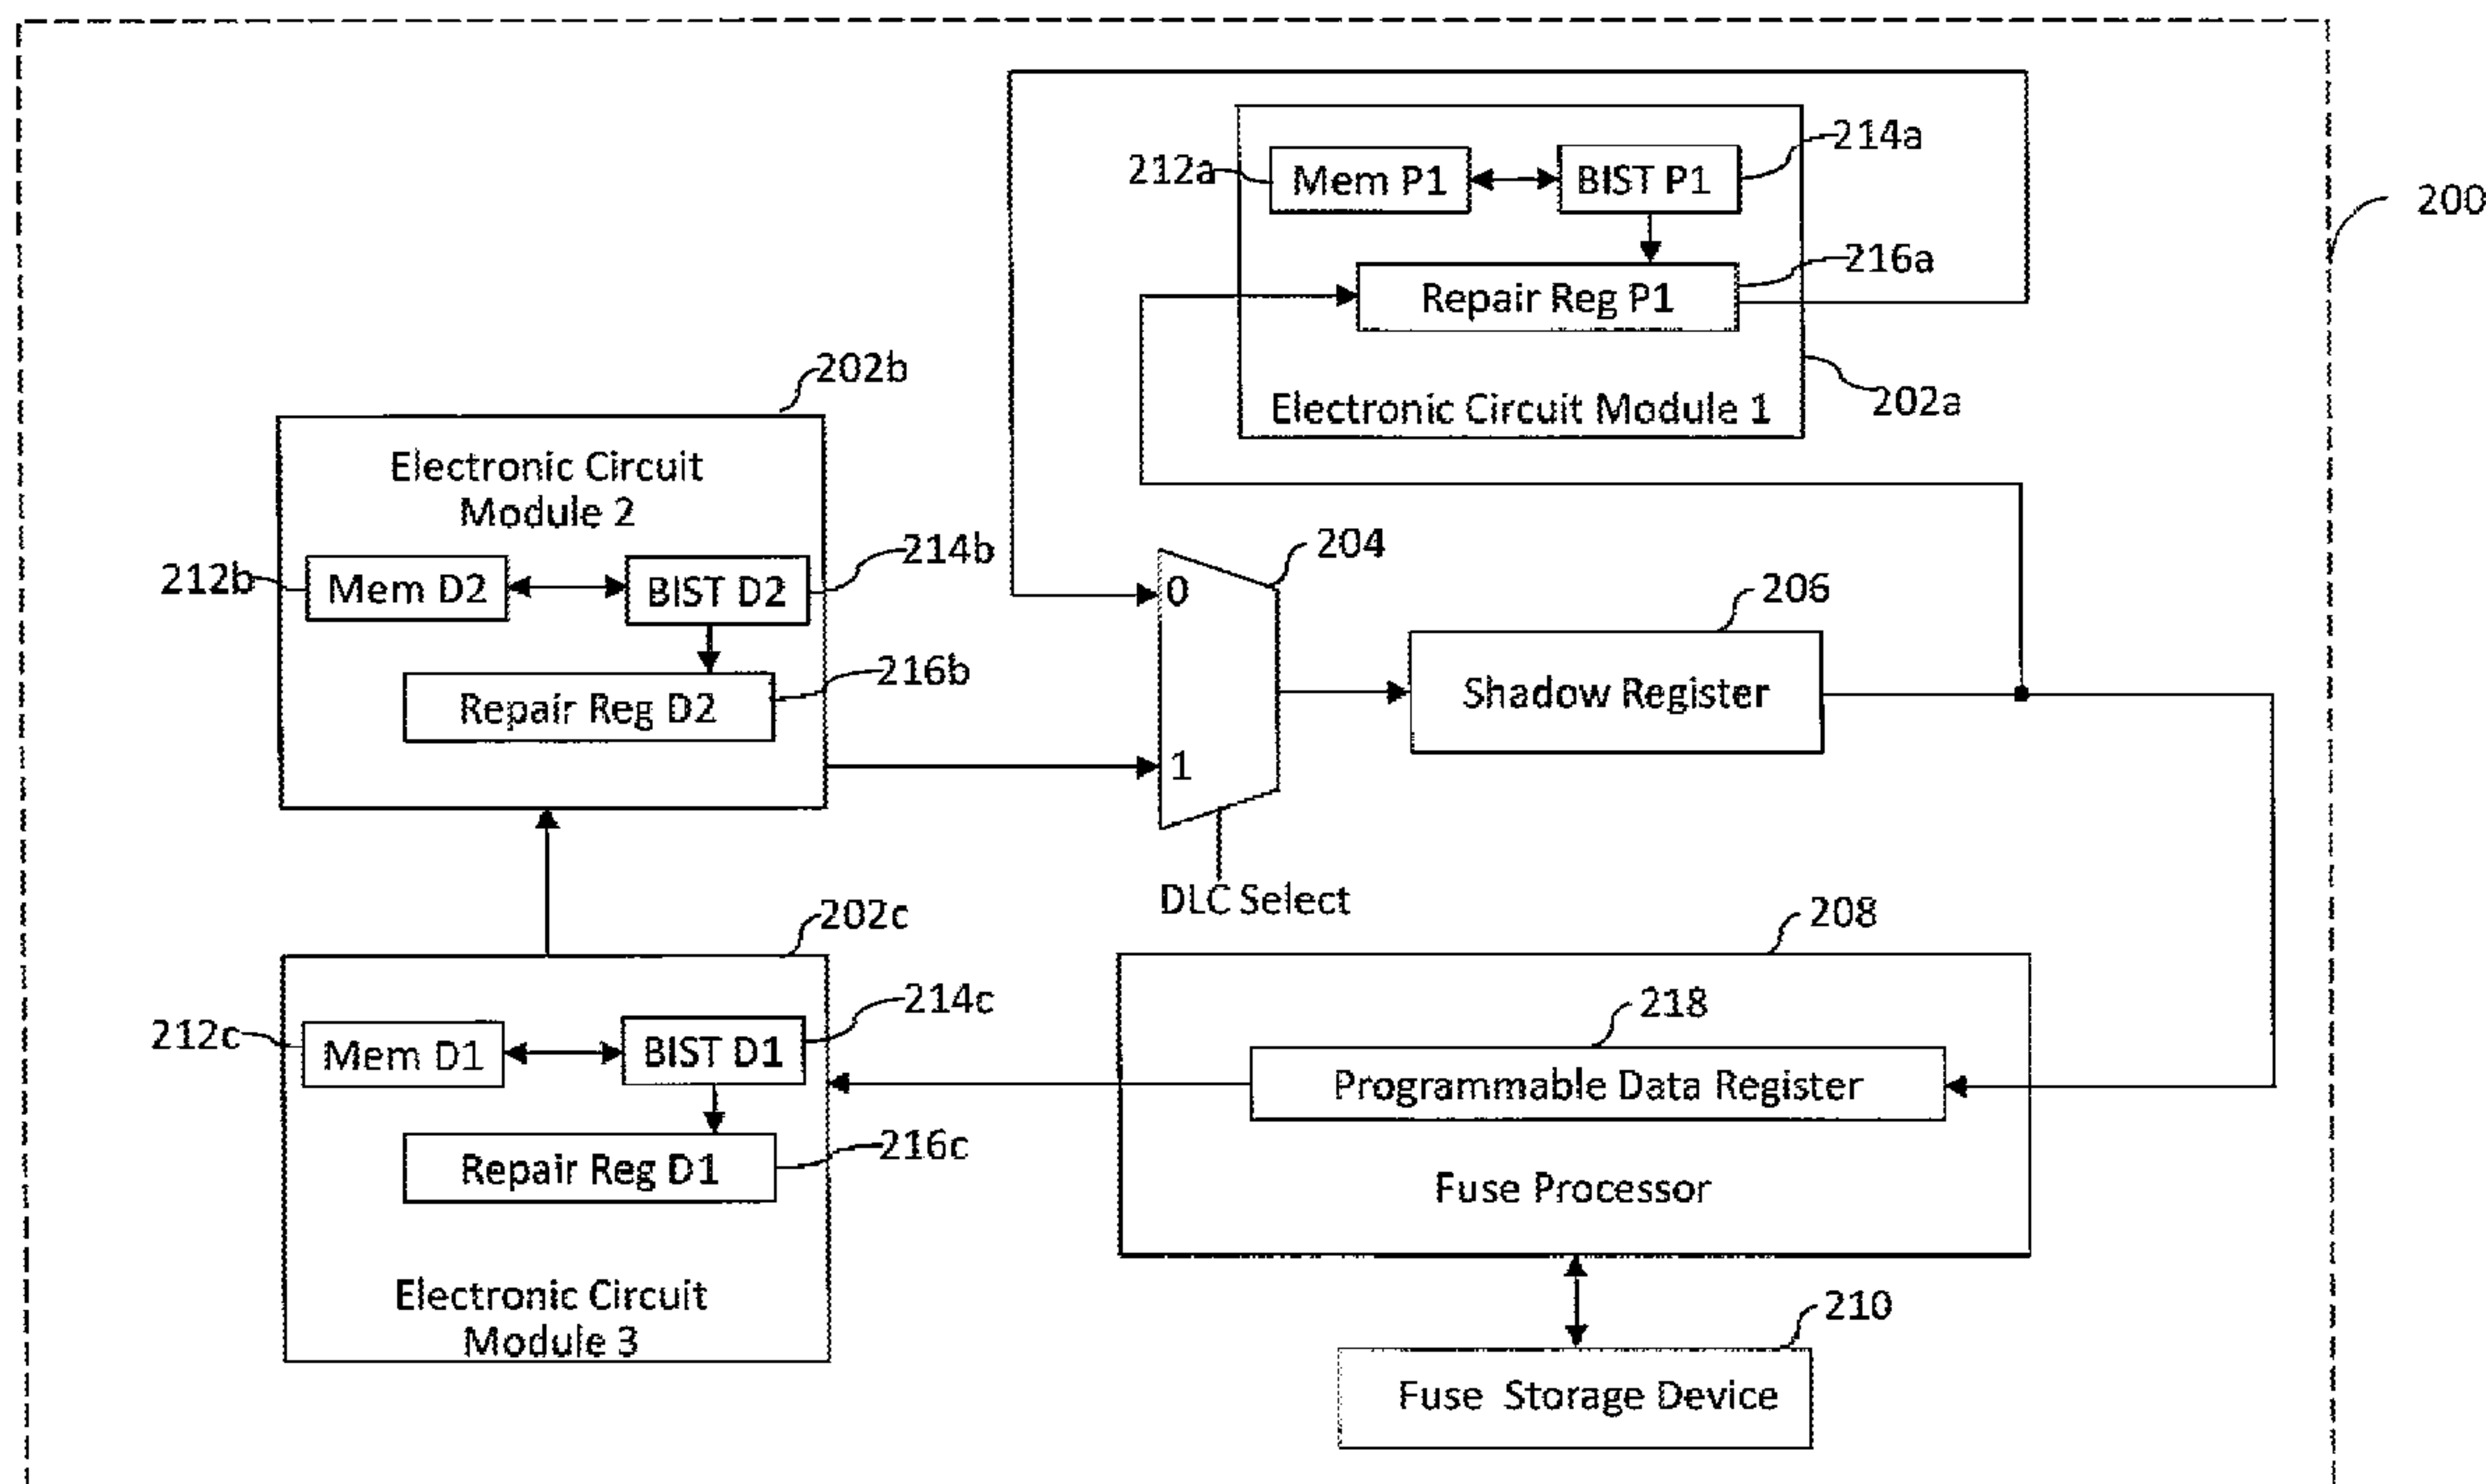 200
214a
212a
Mem P1
BIST P1
216a
Repair Reg P1
202a
Electronic Circuit Module 1
202b
Electronic Circuit
Module 2
214b
212b
Mem D2
BIST D2
216b
Repair Reg D2
204
0
1
DLC Select
206
Shadow Register
202c
214c
212c
Mem D1
BIST D1
216c
Repair Reg D1
Electronic Circuit
Module 3
208
218
Programmable Data Register
Fuse Processor
210
Fuse Storage Device